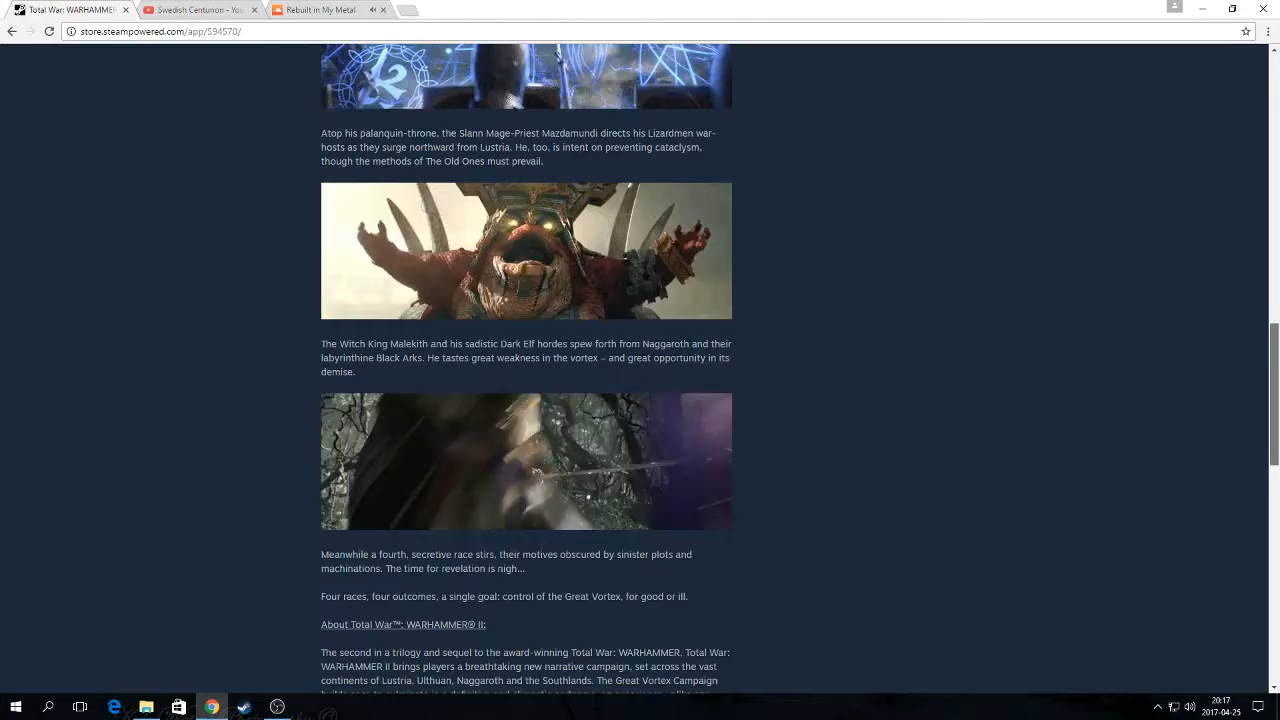 Total War: WARHAMMER
Swedish Centurion - You
Rebuilt in My Metal
store.steampowered.com/app/594570/
Atop his palanquin-throne, the Slann Mage-Priest Mazdamundi directs his Lizardmen war-
hosts as they surge northward from Lustria. He, too, is intent on preventing cataclysm,
though the methods of The Old Ones must prevail.
The Witch King Malekith and his sadistic Dark Elf hordes spew forth from Naggaroth and their
labyrinthine Black Arks. He tastes great weakness in the vortex – and great opportunity in its
demise.
Meanwhile a fourth, secretive race stirs, their motives obscured by sinister plots and
machinations. The time for revelation is nigh...
Four races, four outcomes, a single goal: control of the Great Vortex, for good or ill.
About Total War™: WARHAMMER® II:
The second in a trilogy and sequel to the award-winning Total War: WARHAMMER, Total War:
WARHAMMER II brings players a breathtaking new narrative campaign, set across the vast
continents of Lustria, Ulthuan, Naggaroth and the Southlands. The Great Vortex Campaign
20:17
2017-04-25